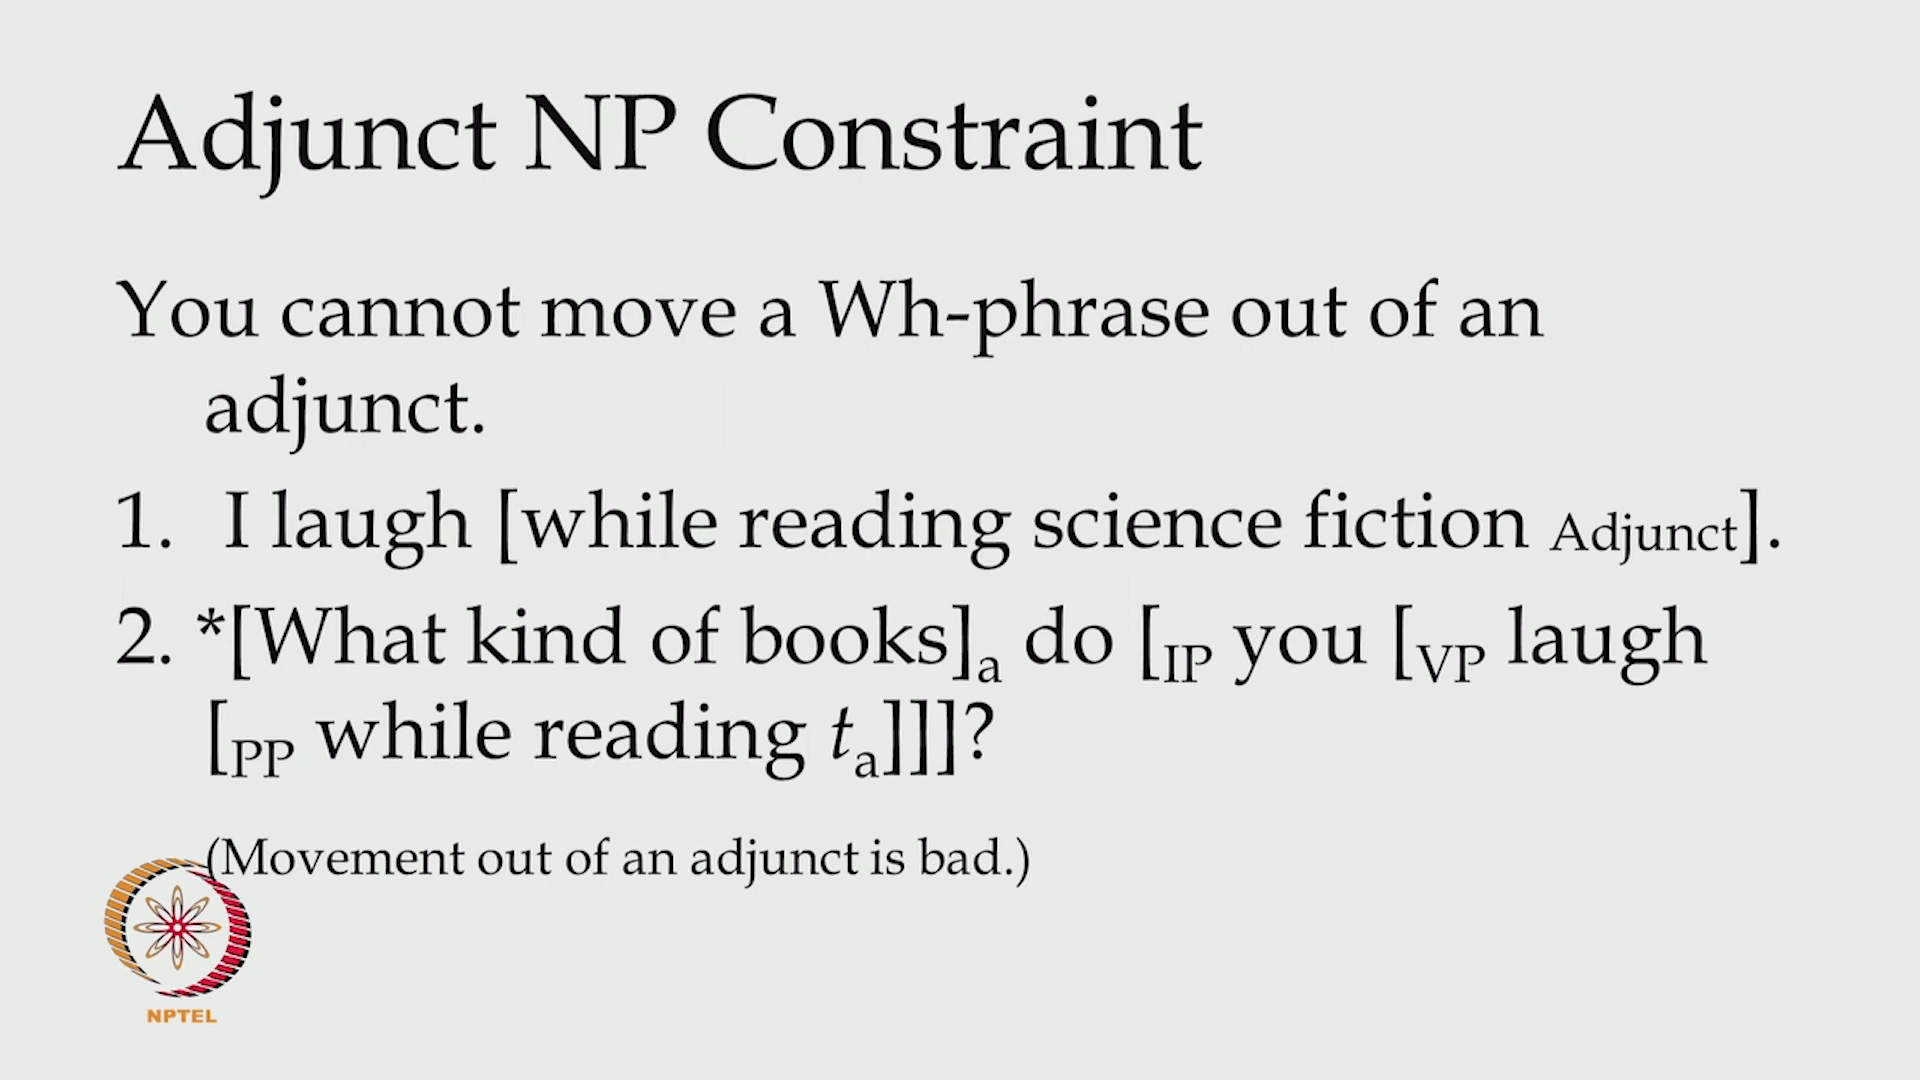 Adjunct NP Constraint
You cannot move a Wh-phrase out of an
adjunct.
1. I laugh [while reading science fiction Adjunct].
2. *[What kind of books]a do [IP you [VP laugh
[PP while reading ta]]]?
(Movement out of an adjunct is bad.)
NPTEL